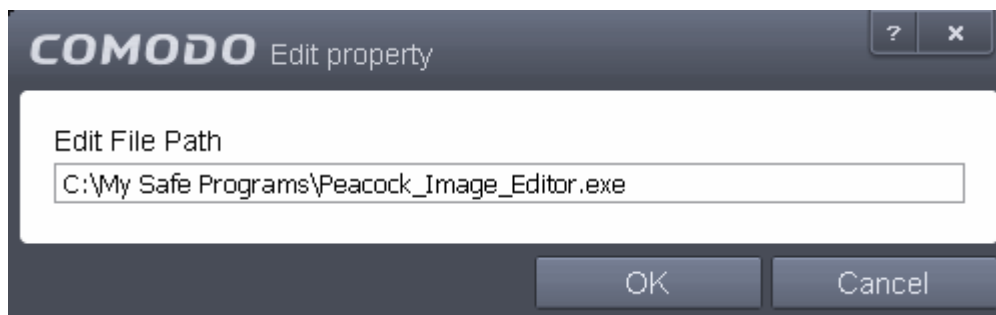 COMODO Edit property ? x
Edit File Path
C:\My Safe Programs\Peacock_Image_Editor.exe
OK Cancel